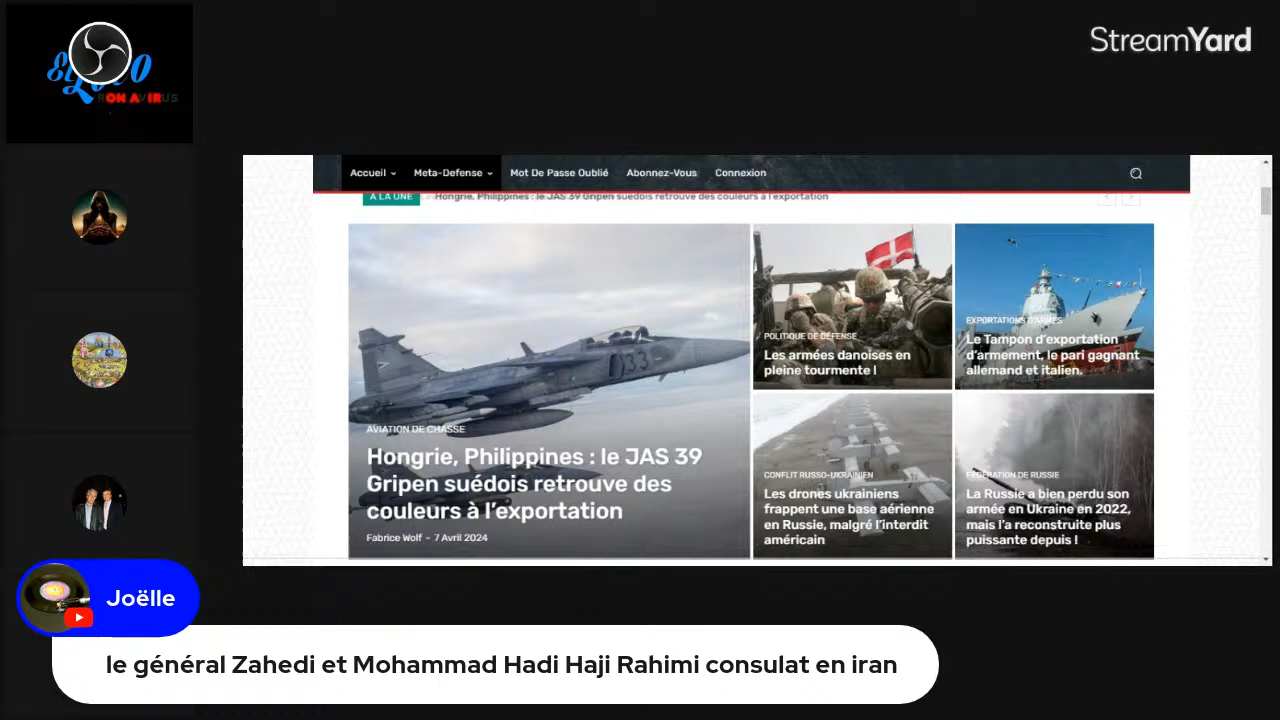 StreamYard
Accueil
Meta-Defense
Mot De Passe Oublié
Abonnez-Vous
Connexion
A LA UNE
Hongrie, Philippines : le JAS 39 Gripen suédois retrouve des couleurs à l'exportation
AVIATION DE CHASSE
Hongrie, Philippines : le JAS 39
Gripen suédois retrouve des
couleurs à l'exportation
Fabrice Wolf - 7 Avril 2024
POLITIQUE DE DÉFENSE
Les armées danoises en
pleine tourmente !
EXPORTATIONS D'ARMES
Le Tampon d'exportation
d'armement, le pari gagnant
allemand et italien.
CONFLIT RUSSO-UKRAINIEN
Les drones ukrainiens
frappent une base aérienne
en Russie, malgré l'interdit
américain
FÉDÉRATION DE RUSSIE
La Russie a bien perdu son
armée en Ukraine en 2022,
mais l'a reconstruite plus
puissante depuis !
Joëlle
le général Zahedi et Mohammad Hadi Haji Rahimi consulat en iran